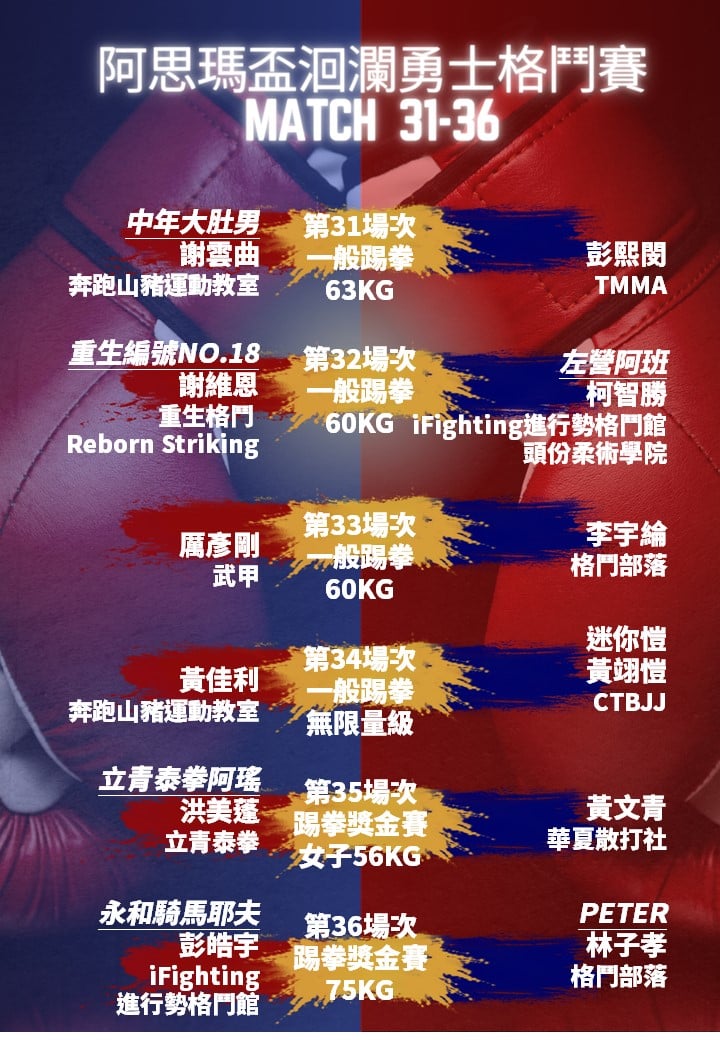 阿思瑪盃洄瀾勇士格鬥賽
MATCH 31-36
中年大肚男
謝雲曲
奔跑山豬運動教室
第31場次
一般踢拳
63KG
彭熙閔
TMMA
重生編號NO.18
謝維恩
重生格鬥
Reborn Striking
第32場次
一般踢拳
60KG
左營阿班
柯智勝
iFighting進行勢格鬥館
頭份柔術學院
厲彥剛
武甲
第33場次
一般踢拳
60KG
李宇綸
格鬥部落
黃佳利
奔跑山豬運動教室
第34場次
一般踢拳
無限量級
迷你愷
黃翊愷
CTBJJ
立青泰拳阿瑤
洪美蓬
立青泰拳
第35場次
踢拳獎金賽
女子56KG
黃文青
華夏散打社
永和騎馬耶夫
彭皓宇
iFighting
進行勢格鬥館
第36場次
踢拳獎金賽
75KG
PETER
林子孝
格鬥部落